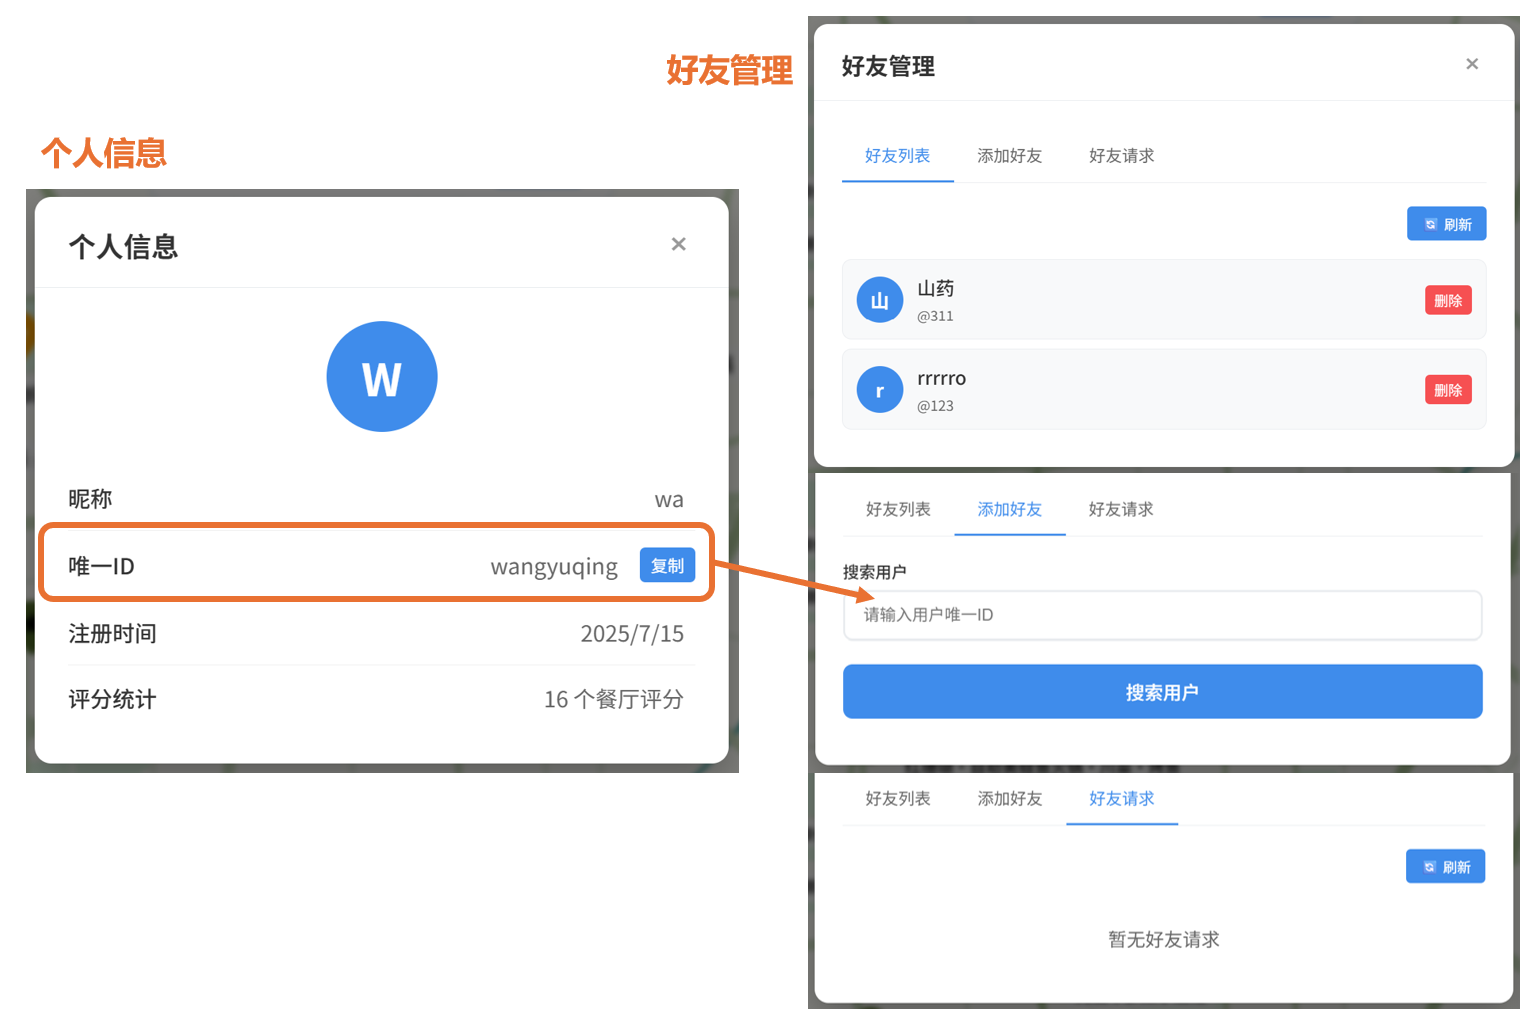 个人信息
个人信息
×
W
昵称
wa
唯一ID
wangyuqing
复制
注册时间
2025/7/15
评分统计
16 个餐厅评分
好友管理
好友管理
×
好友列表
添加好友
好友请求
刷新
山
山药
@311
删除
r
rrrrro
@123
删除
好友列表
添加好友
好友请求
搜索用户
请输入用户唯一ID
搜索用户
好友列表
添加好友
好友请求
刷新
暂无好友请求